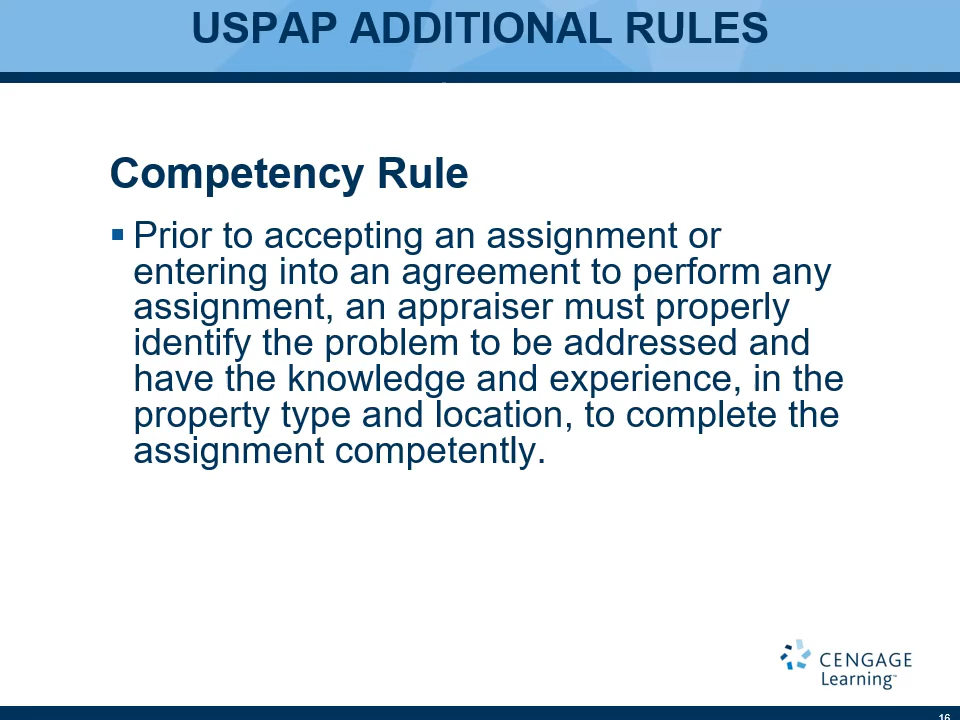 USPAP ADDITIONAL RULES
Competency Rule
▪ Prior to accepting an assignment or
entering into an agreement to perform any
assignment, an appraiser must properly
identify the problem to be addressed and
have the knowledge and experience, in the
property type and location, to complete the
assignment competently.
CENGAGE
Learning™
16